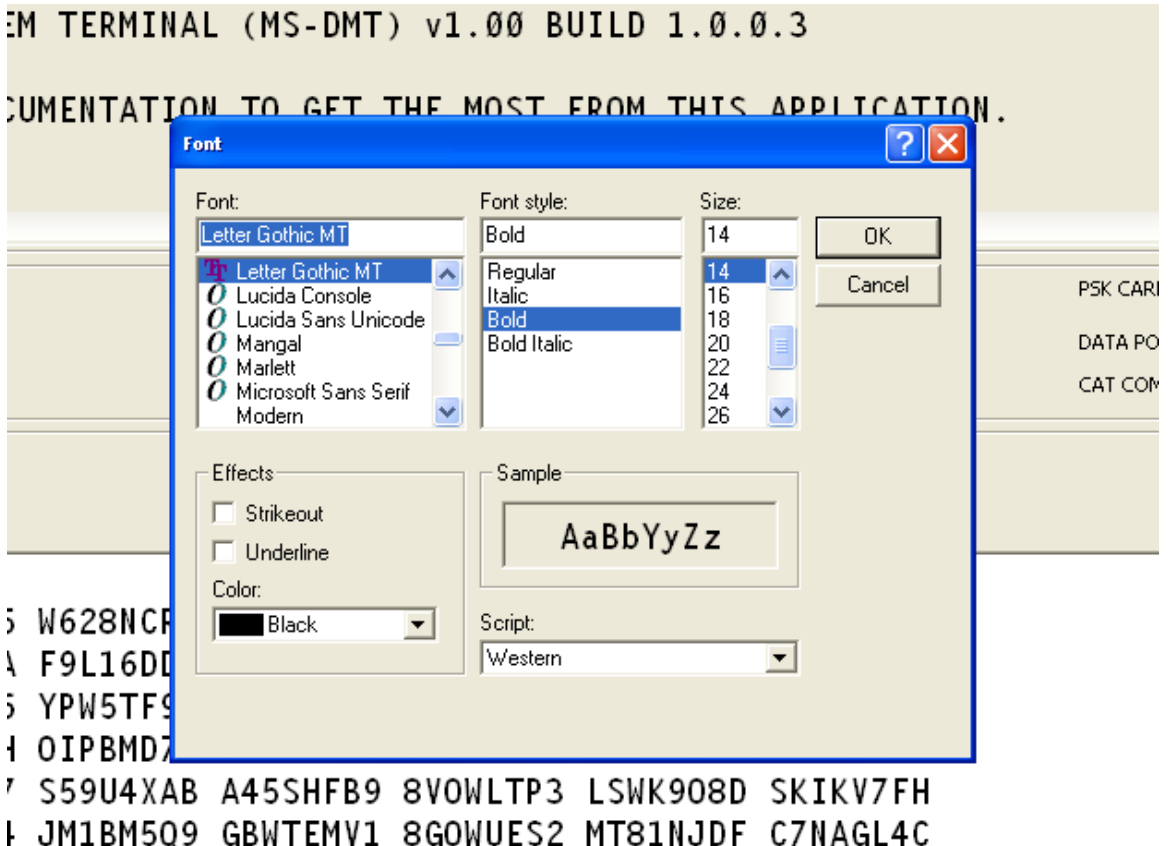 EM TERMINAL (MS-DMT) v1.00 BUILD 1.0.0.3
CUMENTATION TO GET THE MOST FROM THIS APPLICATION.
Font
Font:
Font style:
Size:
Letter Gothic MT
Bold
14
OK
Letter Gothic MT
Lucida Console
Lucida Sans Unicode
Mangal
Marlett
Microsoft Sans Serif
Modern
Regular
Italic
Bold
Bold Italic
14
16
18
20
22
24
26
Cancel
PSK CAR
DATA PO
CAT COM
Effects
Strikeout
Underline
Color:
Black
Sample
AaBbYyZz
Script:
Western
W628NCR
F9L16DD
YPW5TF9
OIPBMD7
S59U4XAB A45SHFB9 8VOWLTP3 LSWK9O8D SKIKV7FH
JM1BM5Q9 GBWTEMV1 8GOWUES2 MT81NJDF C7NAGL4C